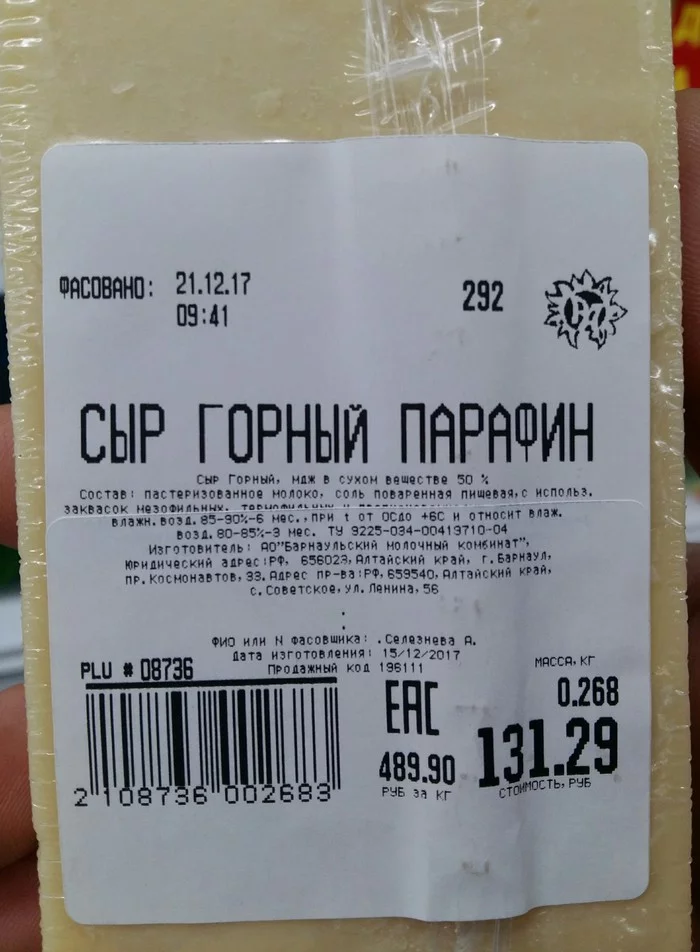 ФАСОВАНО: 21.12.17
09:41
292
СЫР ГОРНЫЙ ПАРАФИН
Сыр Горный, мдж в сухом веществе 50 %
Состав: пастеризованное молоко, соль поваренная пищевая,с использ.
заквасок мезофильных, термофильных и
влажн. возд. 85-90%-6 мес.,при t от 0Сдо +6С и относит влаж.
возд. 80-85%-3 мес. ТУ 9225-034-00419710-04
Изготовитель: АО"Барнаульский молочный комбинат",
юридический адрес:РФ, 656023,Алтайский край, г.Барнаул,
пр.Космонавтов,33.Адрес пр-ва:РФ,659540,Алтайский край,
с.Советское,ул.Ленина,56
:
ФИО или N фасовщика: .Селезнева А.
Дата изготовления: 15/12/2017
Продажный код 196111
PLU # 08736
2 108736 002683
ЕАС
489.90
РУБ за КГ
МАССА,КГ
0.268
131.29
СТОИМОСТЬ,РУБ